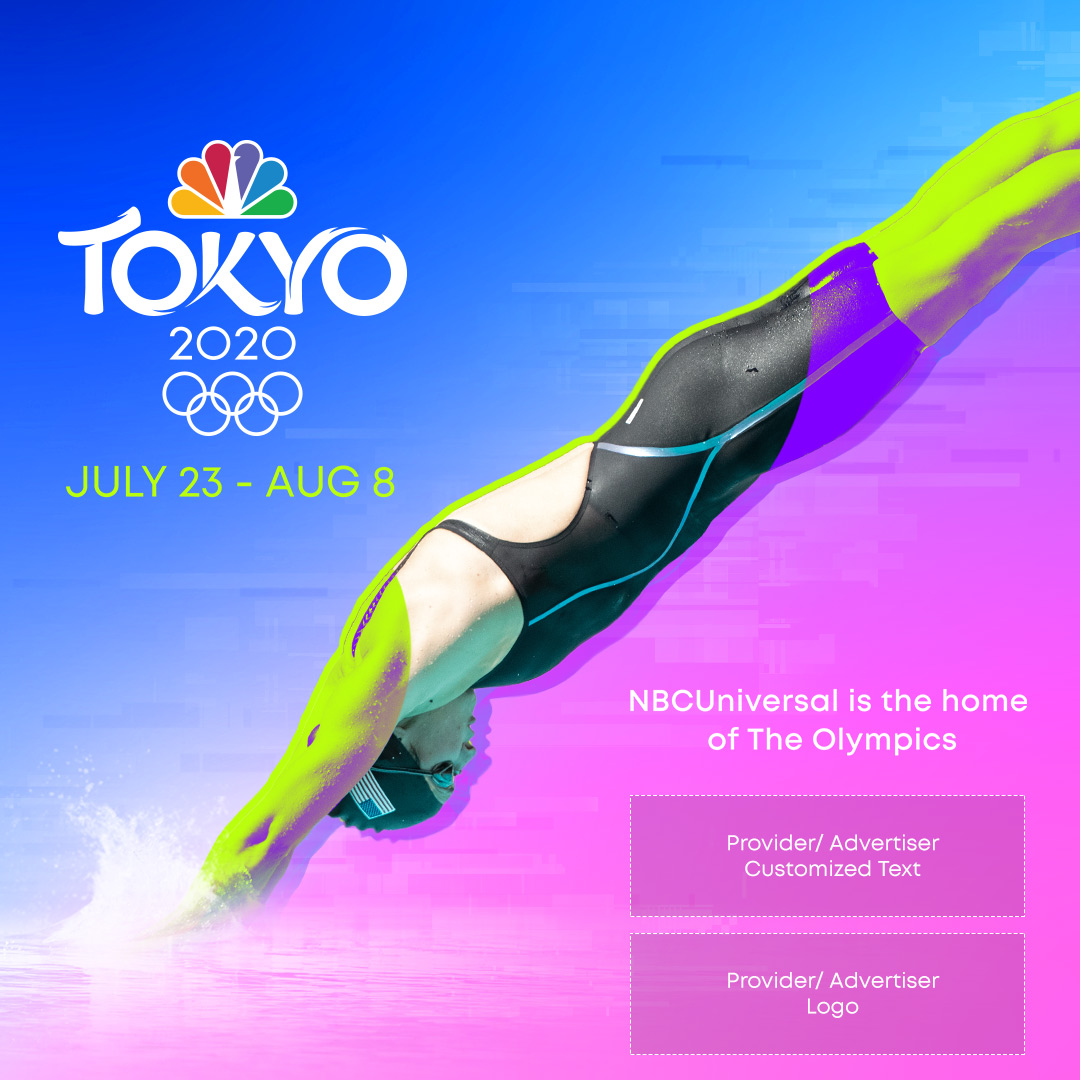 TOKYO
2020
JULY 23 - AUG 8
NBCUniversal is the home
of The Olympics
Provider/ Advertiser
Customized Text
Provider/ Advertiser
Logo